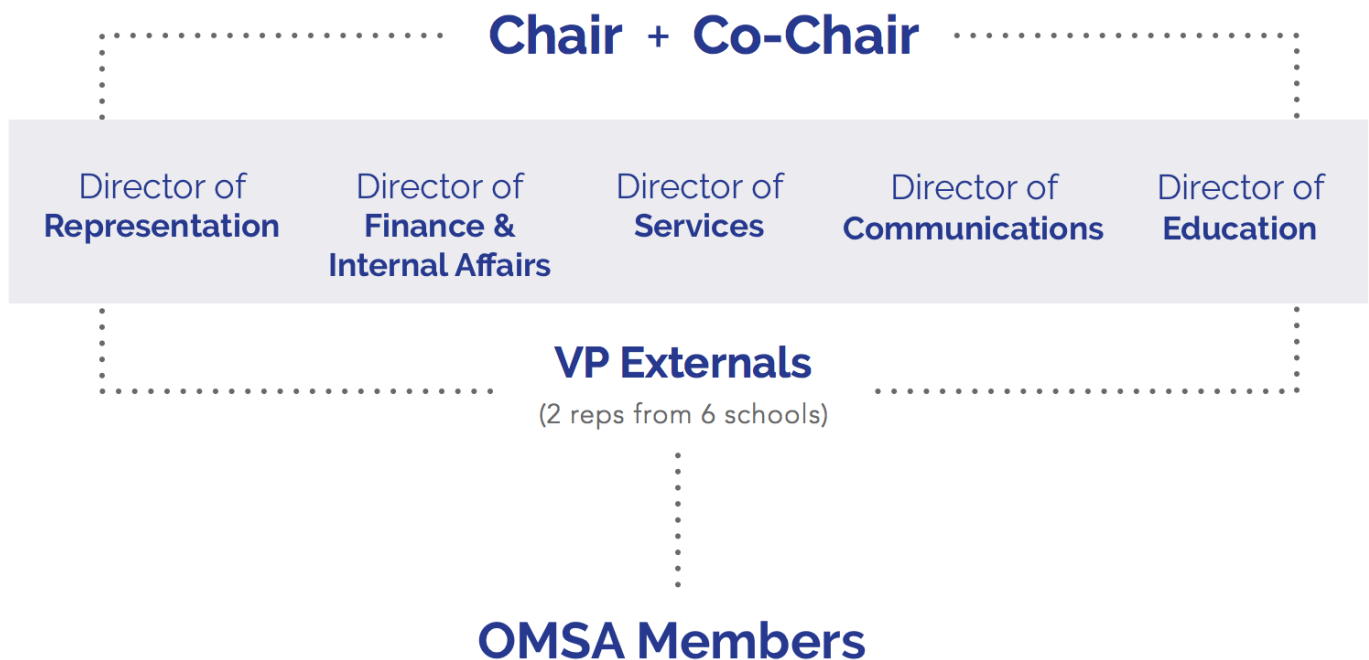 Chair + Co-Chair
Director of
Representation
Director of
Finance &
Internal Affairs
Director of
Services
Director of
Communications
Director of
Education
VP Externals
(2 reps from 6 schools)
OMSA Members